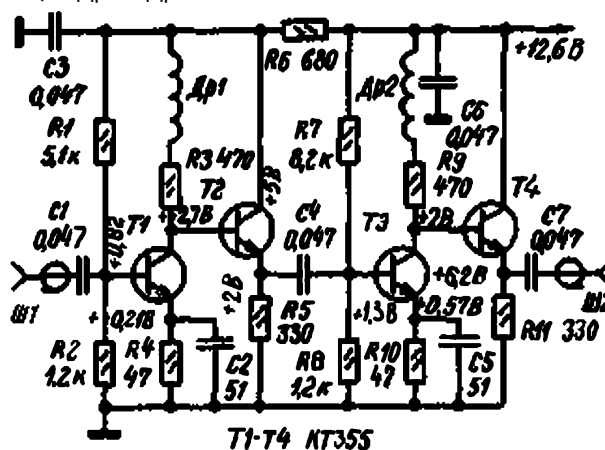 C3
0,047
R6 680
+12,6В
Др1
Др2
C6
0,047
R1
5,1к
R3 470
R7
8,2к
R9
470
T2
+5В
T4
C1
0,047
+0,82
T1
+2,7В
C4
0,047
T3
+2В
C7
0,047
Ш1
+0,21В
+2В
+6,2В
+1,3В
+0,57В
R2
1,2к
R4
47
C2
51
R5
330
R8
1,2к
R10
47
C5
51
R11 330
T1-T4 КТ355